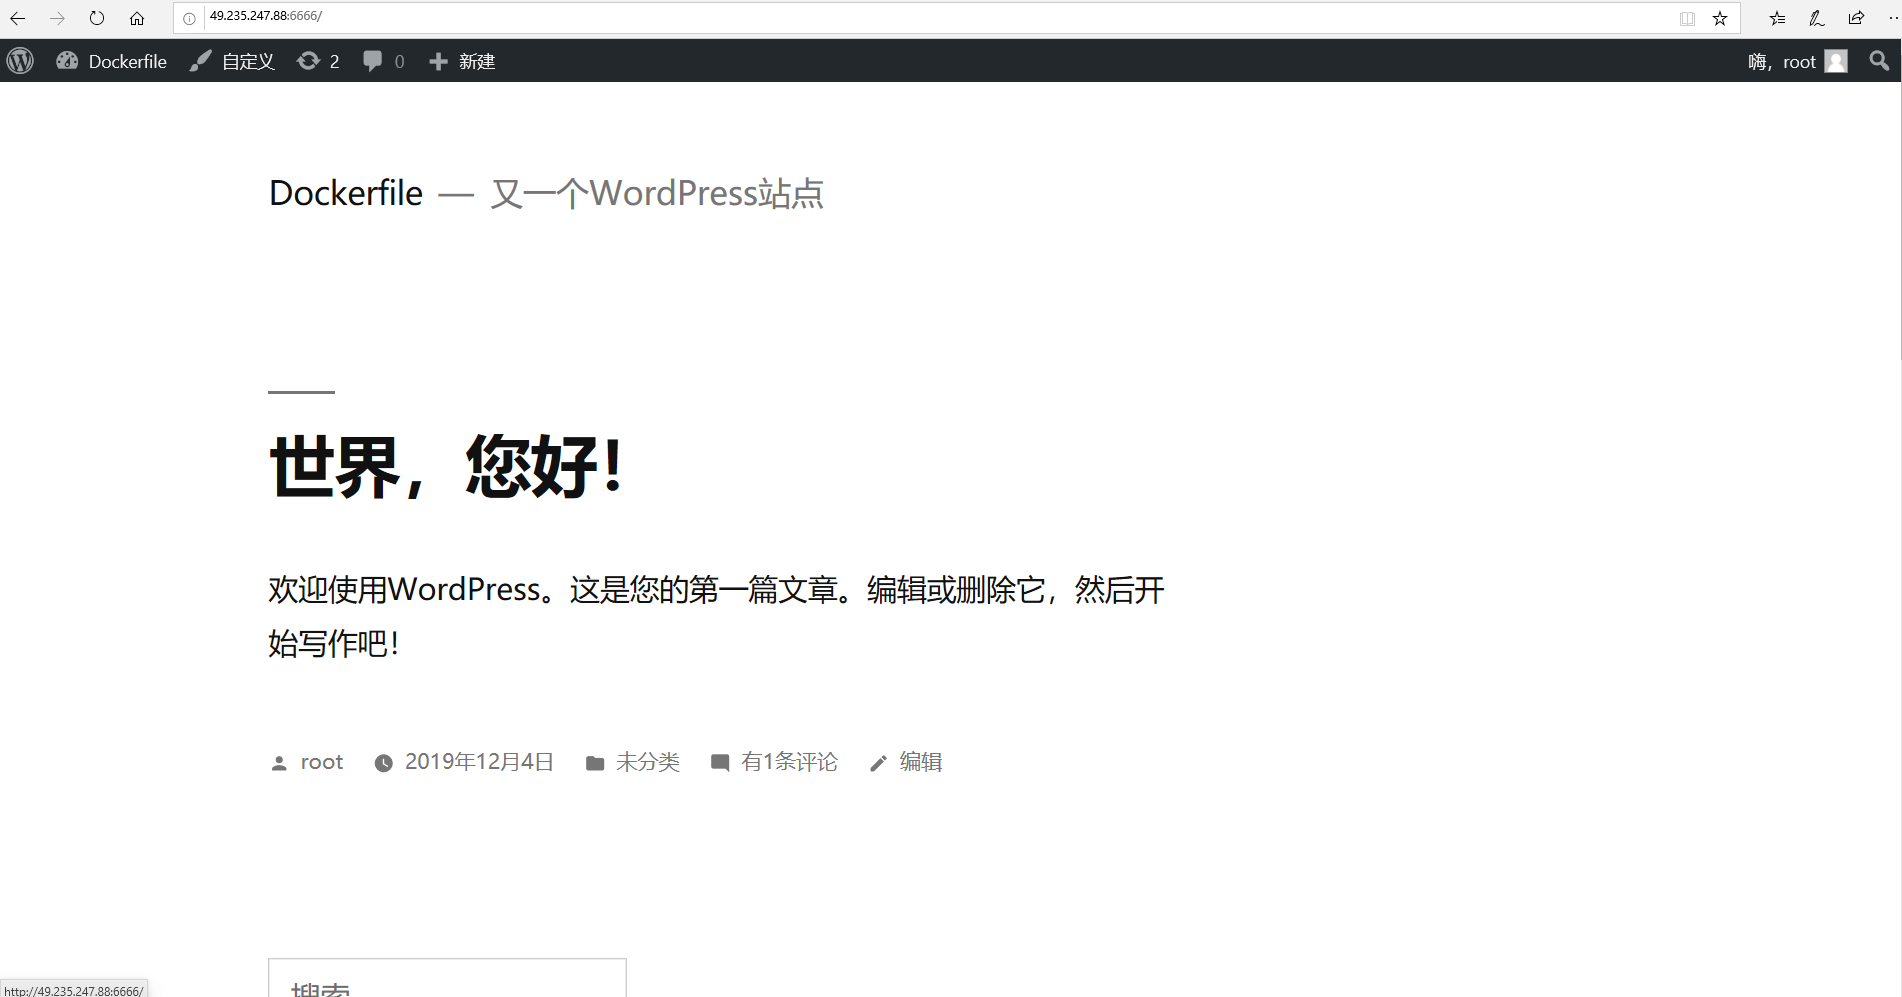 49.235.247.88:6666/
Dockerfile 自定义 2 0 新建 嗨，root
Dockerfile — 又一个WordPress站点
世界，您好！
欢迎使用WordPress。这是您的第一篇文章。编辑或删除它，然后开
始写作吧！
root 2019年12月4日 未分类 有1条评论 编辑
搜索
http://49.235.247.88:6666/